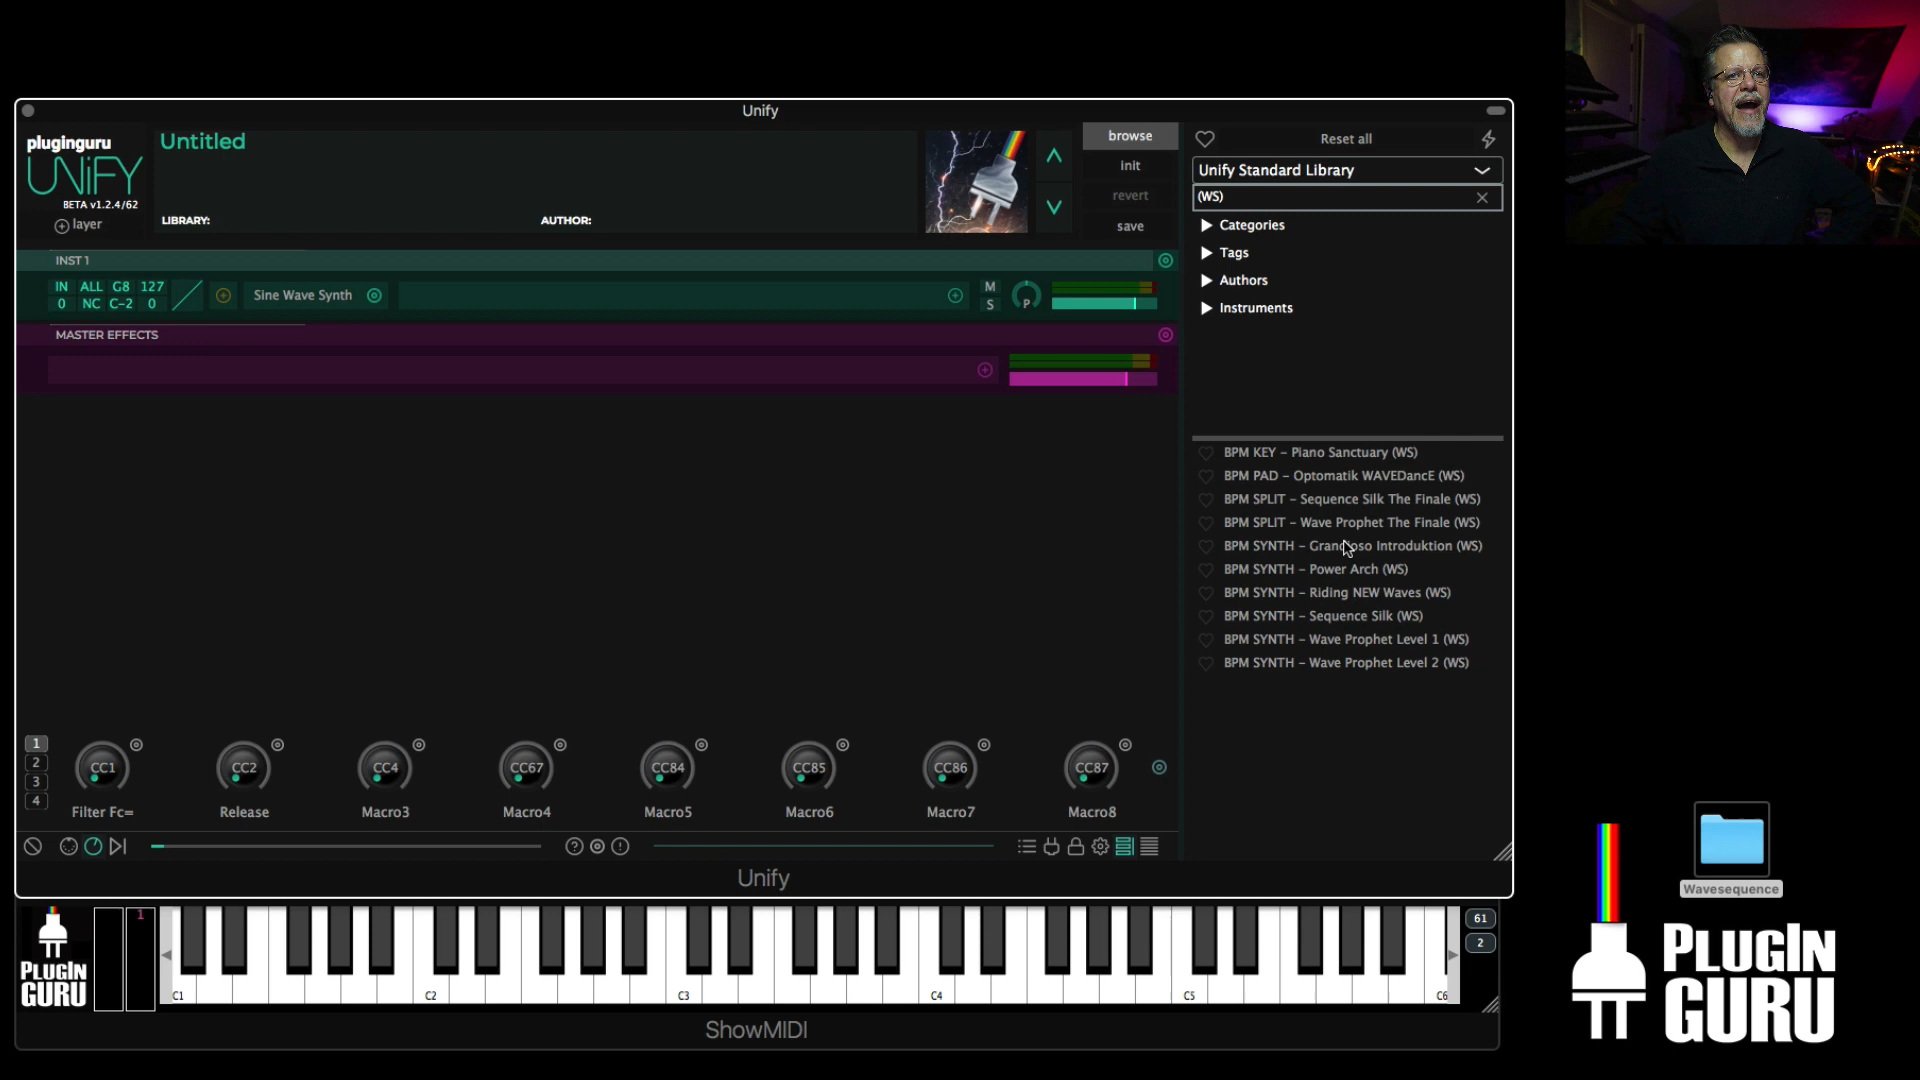 Unify
pluginguru
UNiFY
BETA v1.2.4/62
layer
Untitled
LIBRARY:
AUTHOR:
browse
init
revert
save
Reset all
Unify Standard Library
(WS)
Categories
Tags
Authors
Instruments
INST 1
IN ALL G8 127
0 NC C-2 0
Sine Wave Synth
M
S
P
MASTER EFFECTS
BPM KEY - Piano Sanctuary (WS)
BPM PAD - Optomatik WAVEDancE (WS)
BPM SPLIT - Sequence Silk The Finale (WS)
BPM SPLIT - Wave Prophet The Finale (WS)
BPM SYNTH - Grandioso Introduktion (WS)
BPM SYNTH - Power Arch (WS)
BPM SYNTH - Riding NEW Waves (WS)
BPM SYNTH - Sequence Silk (WS)
BPM SYNTH - Wave Prophet Level 1 (WS)
BPM SYNTH - Wave Prophet Level 2 (WS)
1
2
3
4
CC1 CC2 CC4 CC67 CC84 CC85 CC86 CC87
Filter Fc= Release Macro3 Macro4 Macro5 Macro6 Macro7 Macro8
Unify
Wavesequence
1
PLUGIN
GURU
C1 C2 C3 C4 C5 C6
61
2
ShowMIDI
PLUGIN
GURU